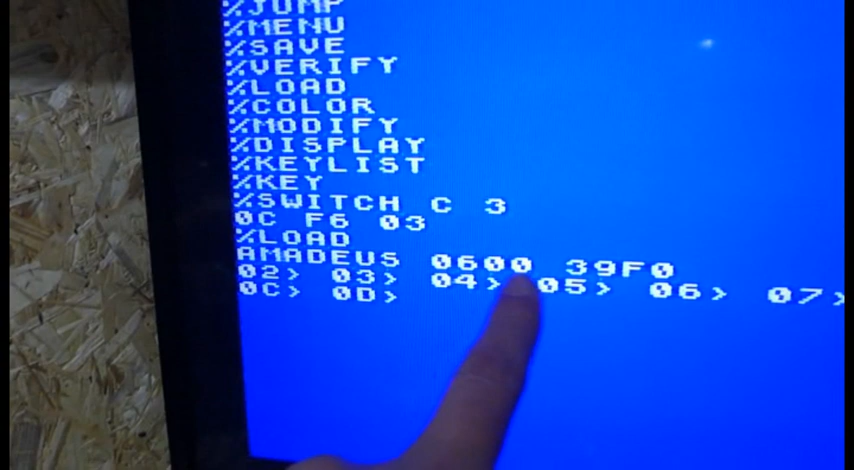 %JUMP
%MENU
%SAVE
%VERIFY
%LOAD
%COLOR
%MODIFY
%DISPLAY
%KEYLIST
%KEY
%SWITCH C 3
0C F6 03
%LOAD
AMADEUS 0600 39F0
02> 03> 04> 05> 06> 07>
0C> 0D>